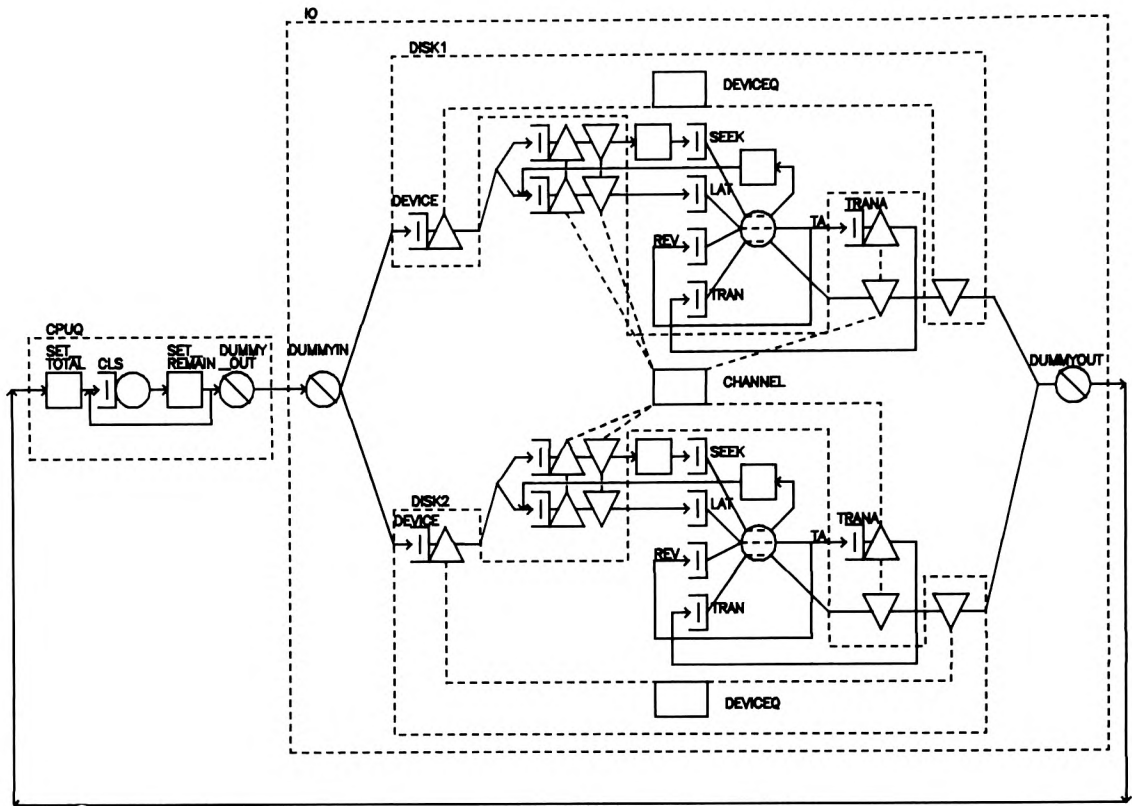 IO
DISK1
DEVICEQ
SEEK
DEVICE
LAT
TRANA
TA
REV
TRAN
CPUQ
SET
TOTAL
CLS
SET
REMAIN
DUMMY
_OUT
DUMMYIN
CHANNEL
DUMMYOUT
SEEK
DISK2
LAT
DEVICE
TRANA
TA
REV
TRAN
DEVICEQ